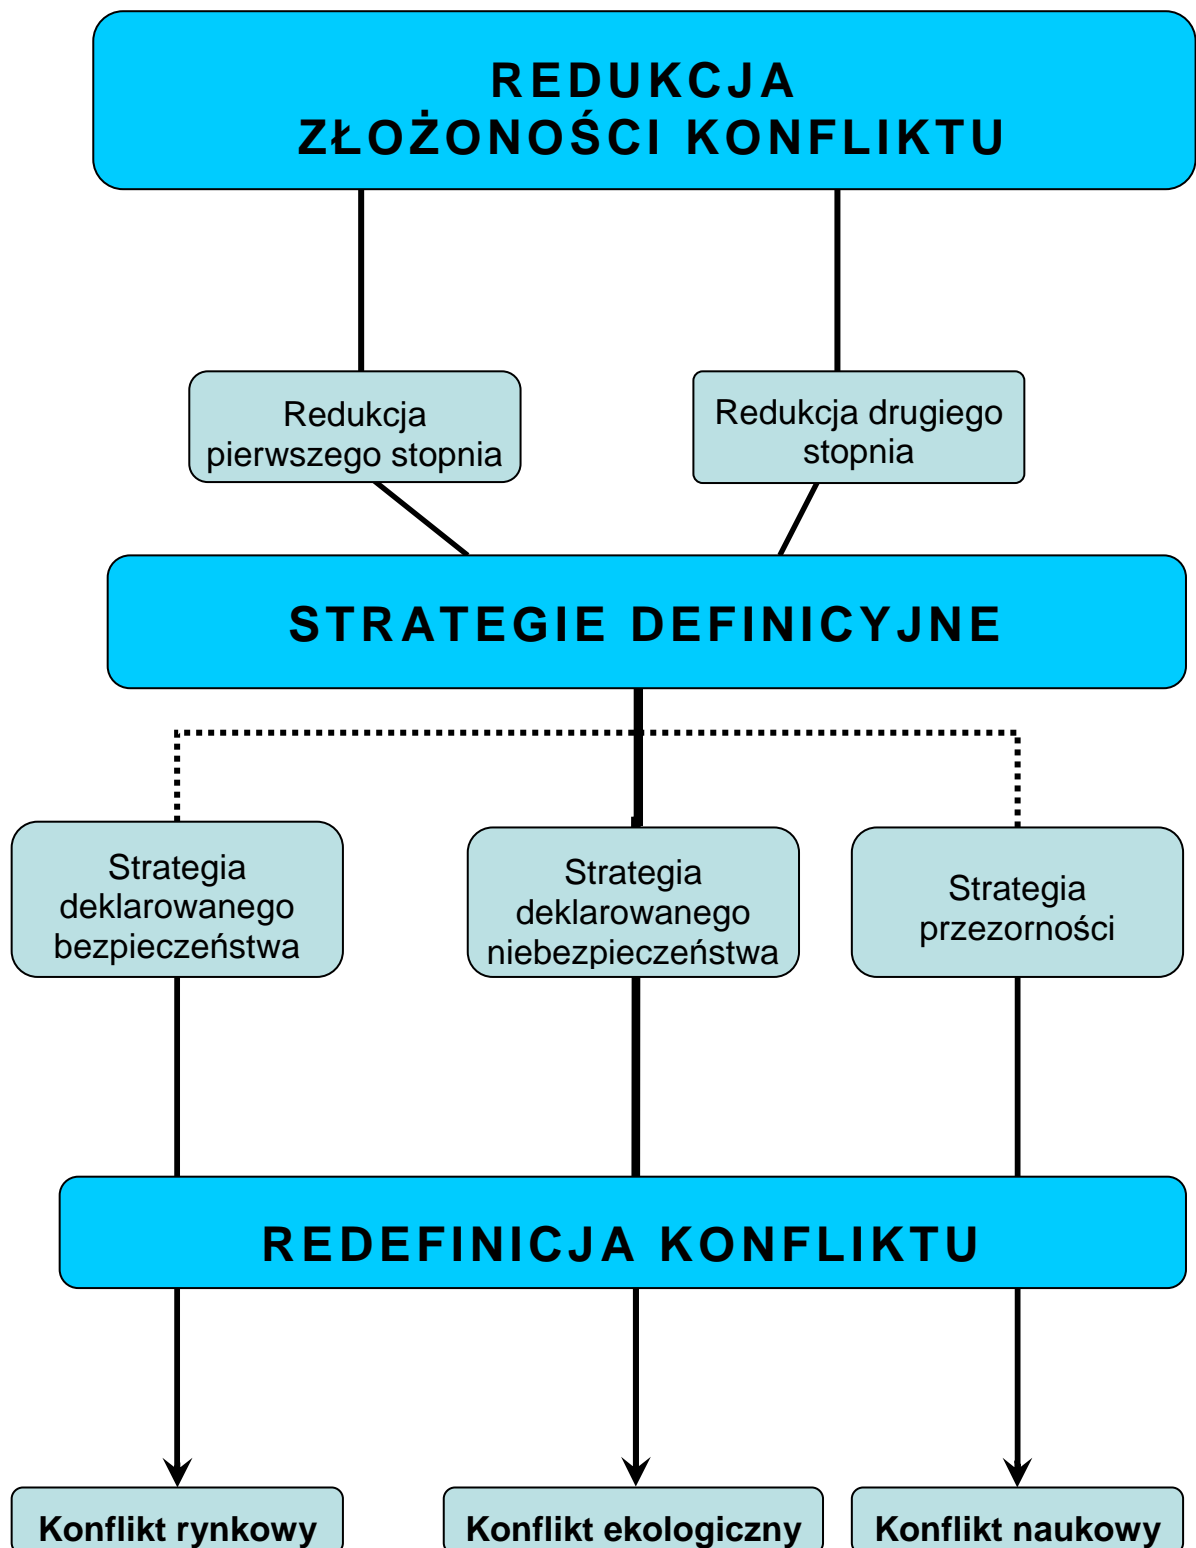 REDUKCJA
ZŁOŻONOŚCI KONFLIKTU
Redukcja
pierwszego stopnia
Redukcja drugiego
stopnia
STRATEGIE DEFINICYJNE
Strategia
deklarowanego
bezpieczeństwa
Strategia
deklarowanego
niebezpieczeństwa
Strategia
przezorności
REDEFINICJA KONFLIKTU
Konflikt rynkowy
Konflikt ekologiczny
Konflikt naukowy